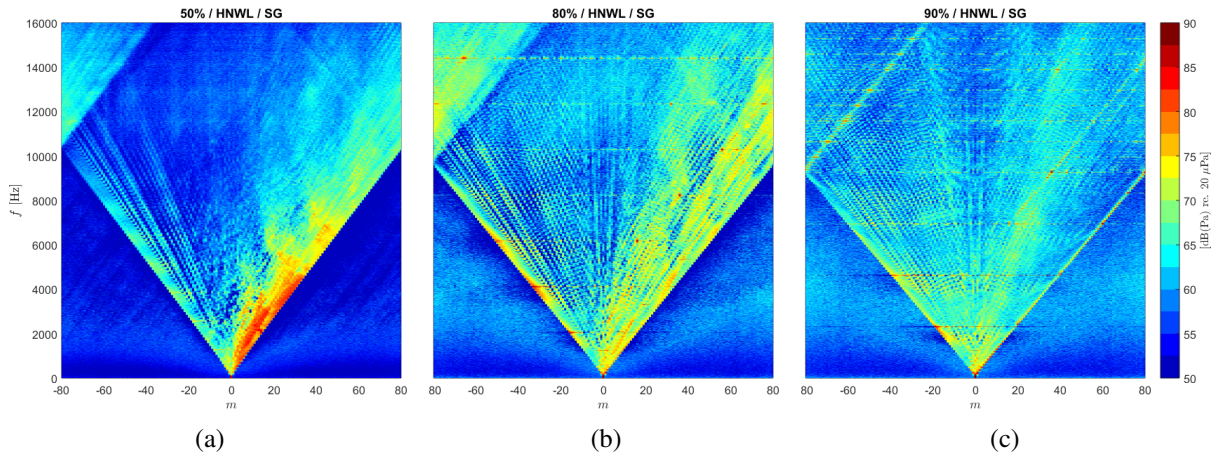 50% / HNWL / SG
80% / HNWL / SG
90% / HNWL / SG
16000
14000
12000
10000
8000
6000
4000
2000
0
f [Hz]
-80 -60 -40 -20 0 20 40 60 80
-80 -60 -40 -20 0 20 40 60 80
-80 -60 -40 -20 0 20 40 60 80
m
m
m
90
85
80
75
70
65
60
55
50
[dB(Pa) re. 20 μPa]
(a)
(b)
(c)